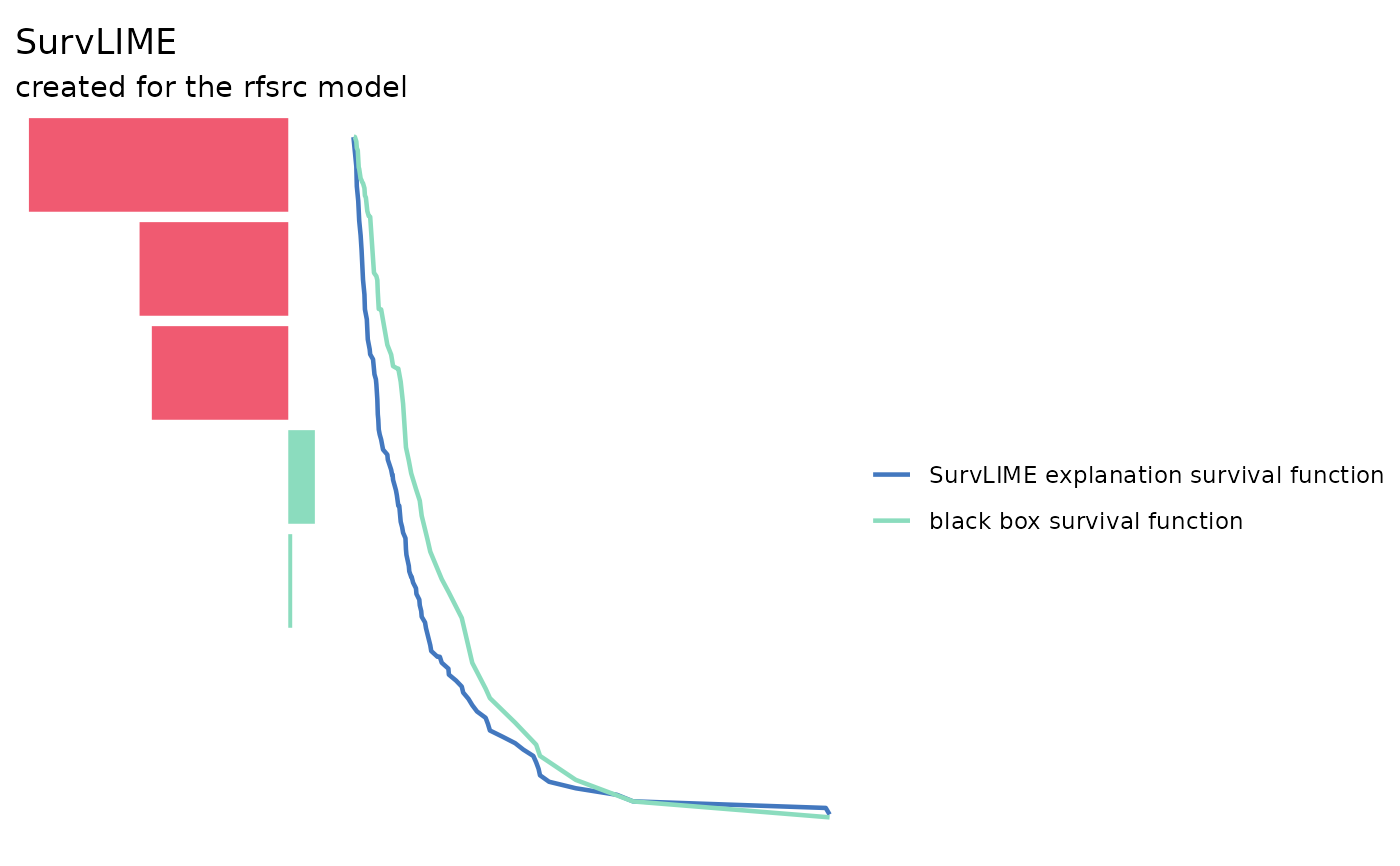 SurvLIME
created for the rfsrc model
SurvLIME explanation survival function
black box survival function